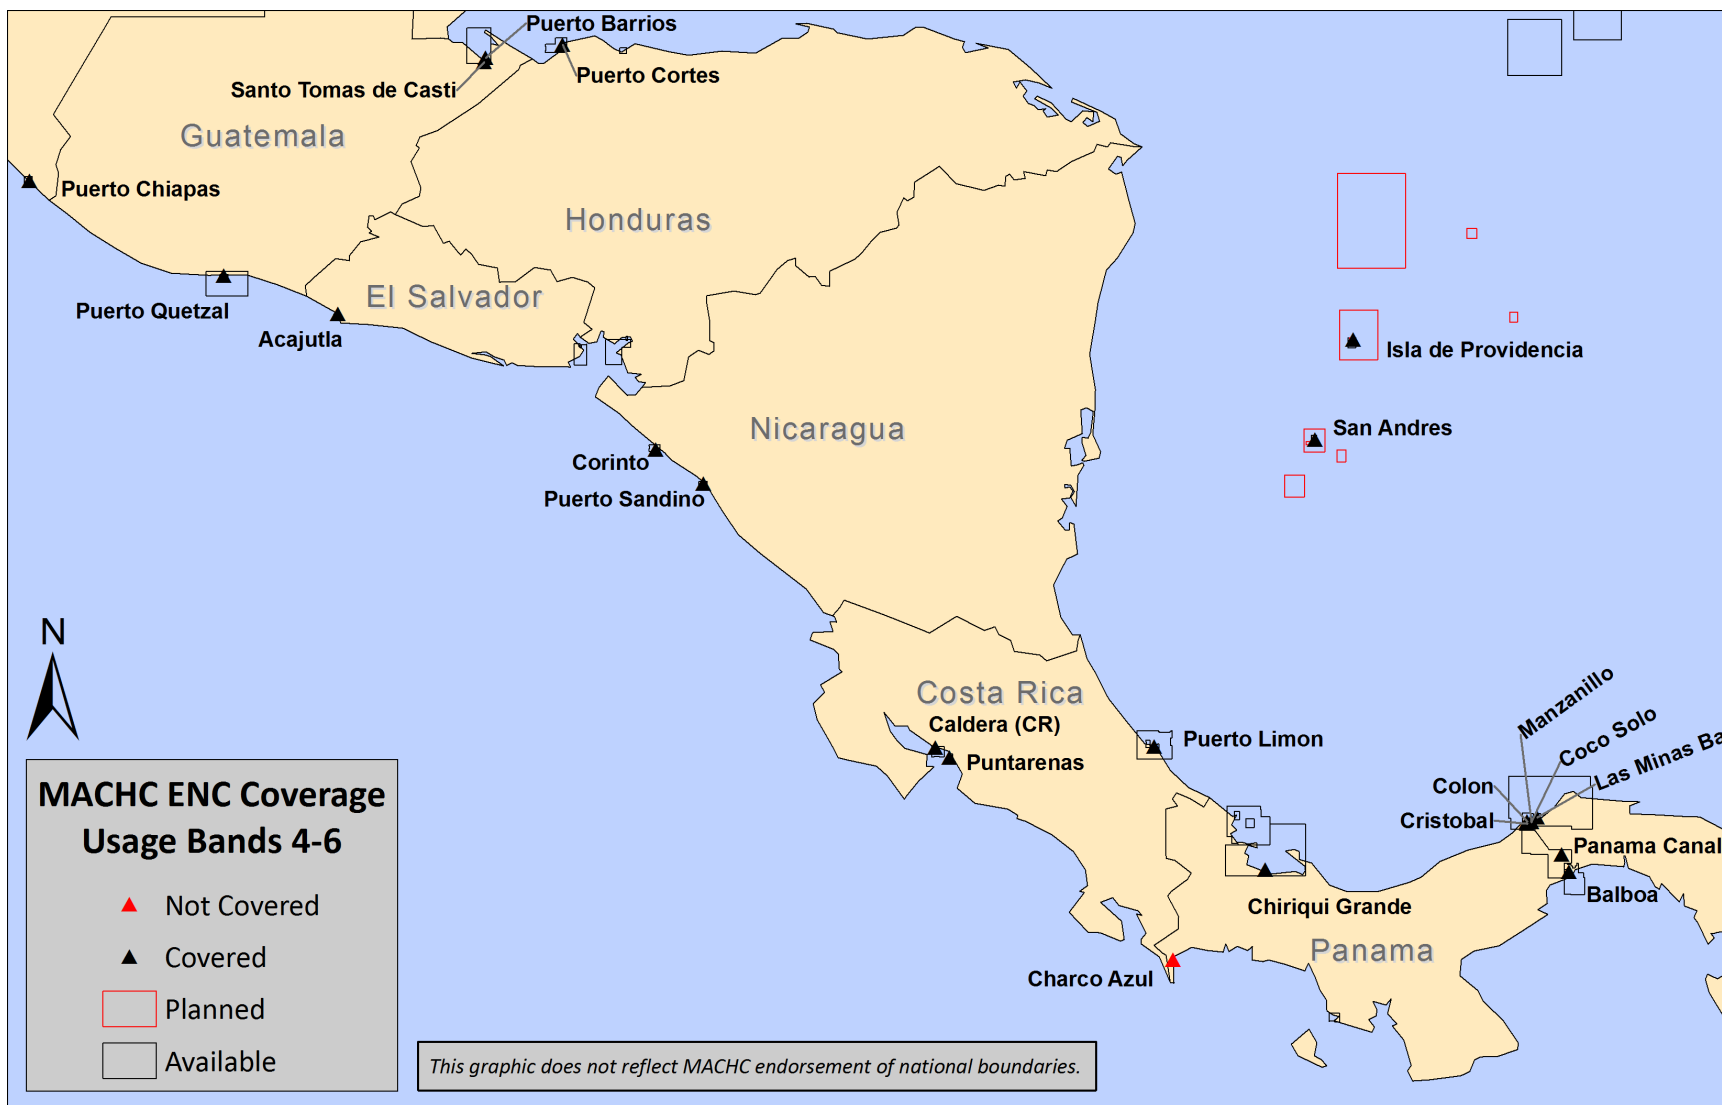 Puerto Barrios
Puerto Cortes
Santo Tomas de Casti
Guatemala
Puerto Chiapas
Honduras
El Salvador
Puerto Quetzal
Acajutla
Isla de Providencia
San Andres
Nicaragua
Corinto
Puerto Sandino
N
Costa Rica
Caldera (CR)
Puntarenas
Puerto Limon
Manzanillo
Coco Solo
Las Minas Ba
Colon
Cristobal
Panama Canal
Balboa
Chiriqui Grande
Panama
Charco Azul
MACHC ENC Coverage
Usage Bands 4-6
Not Covered
Covered
Planned
Available
This graphic does not reflect MACHC endorsement of national boundaries.